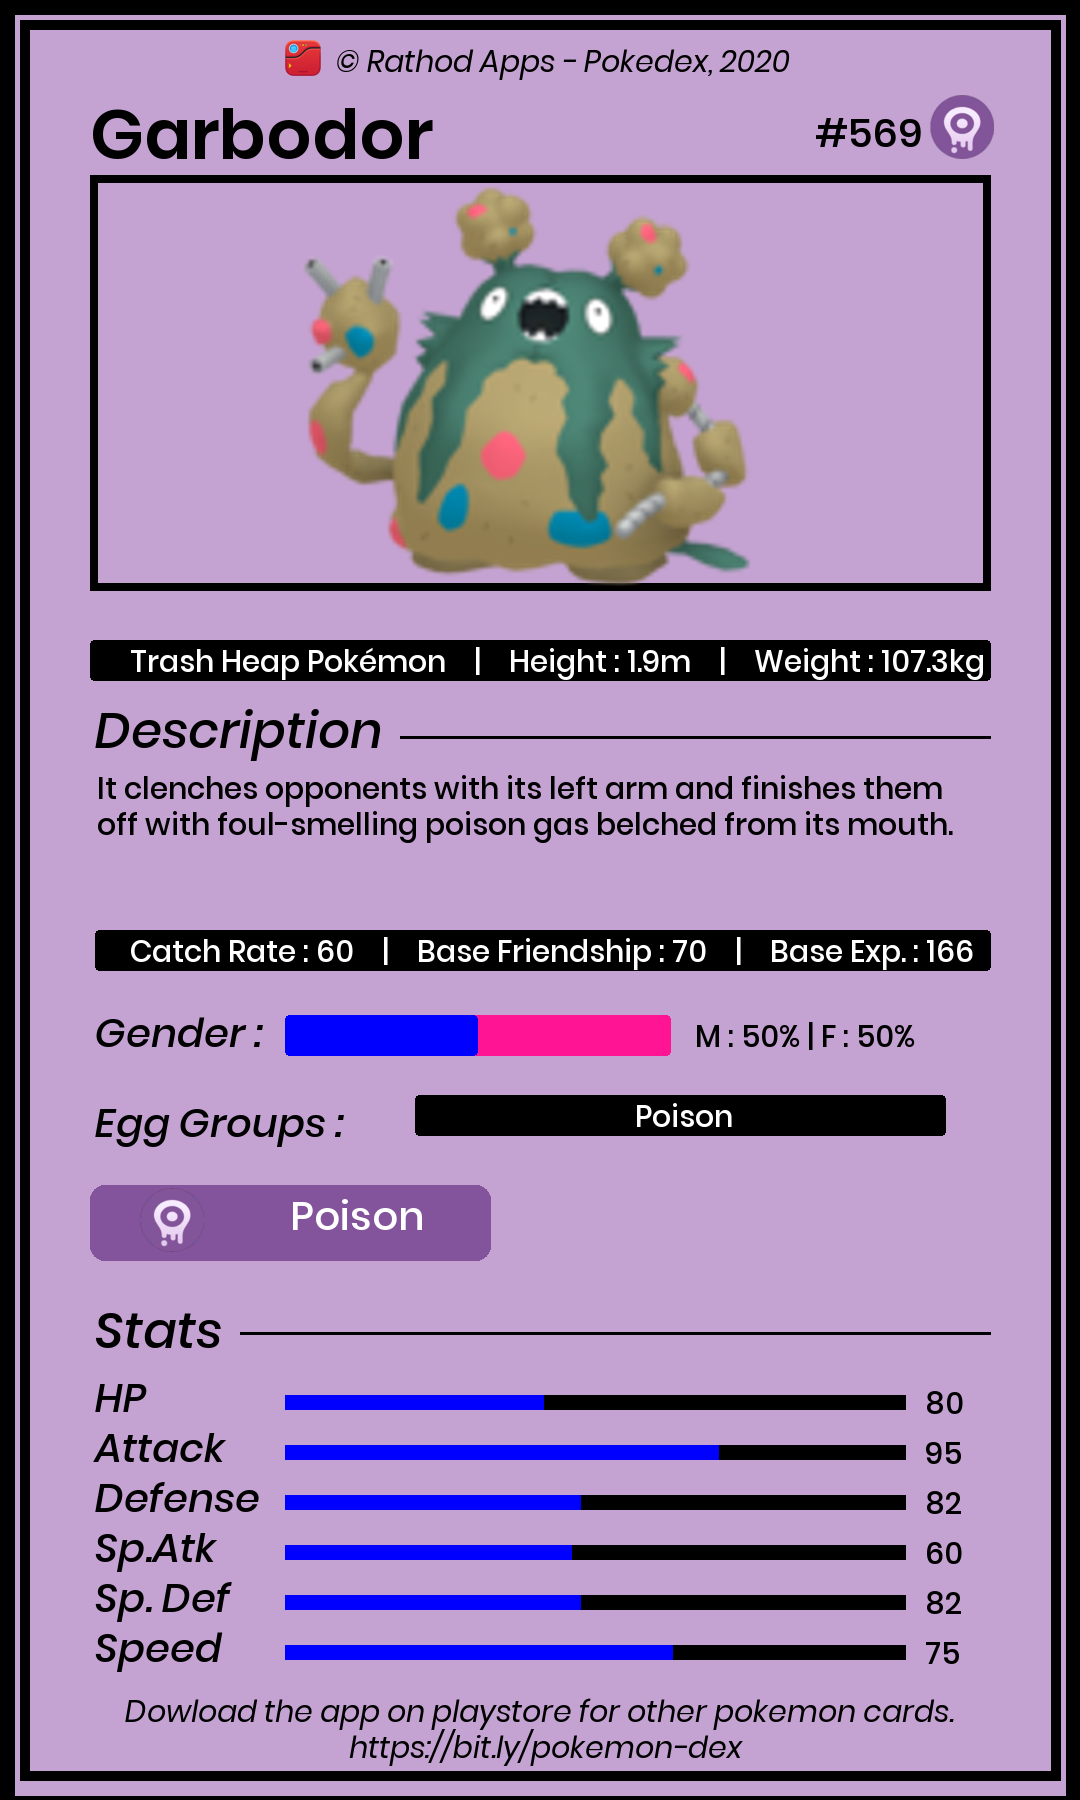 © Rathod Apps - Pokedex, 2020
Garbodor #569
Trash Heap Pokémon | Height : 1.9m | Weight : 107.3kg
Description
It clenches opponents with its left arm and finishes them
off with foul-smelling poison gas belched from its mouth.
Catch Rate : 60 | Base Friendship : 70 | Base Exp. : 166
Gender : M : 50% | F : 50%
Egg Groups : Poison
Poison
Stats
HP 80
Attack 95
Defense 82
Sp.Atk 60
Sp. Def 82
Speed 75
Dowload the app on playstore for other pokemon cards.
https://bit.ly/pokemon-dex